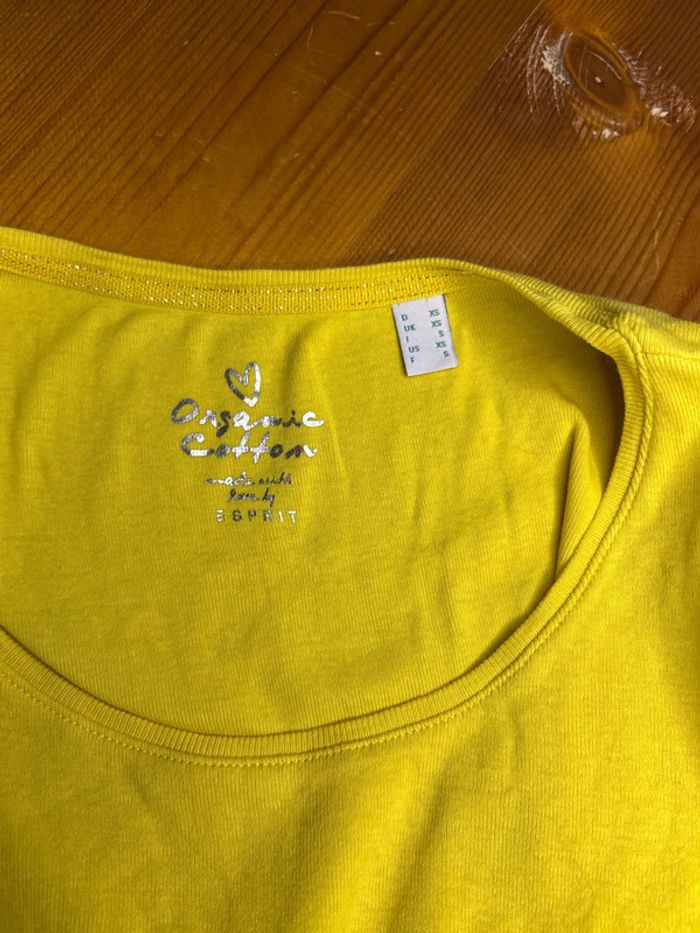 Organic
Cotton
made with
love by
ESPRIT
D XS
UK XS
I S
US XS
F S